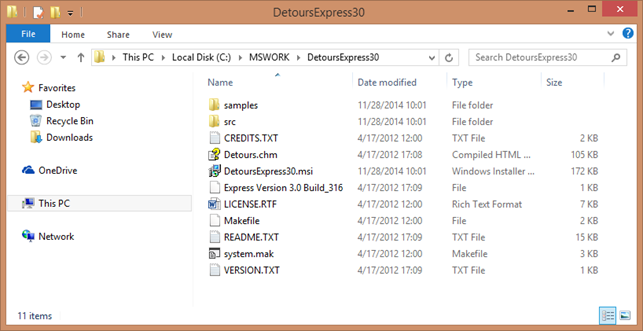 DetoursExpress30
File Home Share View
This PC Local Disk (C:) MSWORK DetoursExpress30 Search DetoursExpress30
Favorites
Desktop
Recycle Bin
Downloads
OneDrive
This PC
Network
Name Date modified Type Size
samples 11/28/2014 10:01 File folder
src 11/28/2014 10:01 File folder
CREDITS.TXT 4/17/2012 12:00 TXT File 2 KB
Detours.chm 4/17/2012 17:08 Compiled HTML ... 105 KB
DetoursExpress30.msi 11/28/2014 10:01 Windows Installer ... 172 KB
Express Version 3.0 Build_316 4/17/2012 17:09 File 1 KB
LICENSE.RTF 4/17/2012 12:00 Rich Text Format 7 KB
Makefile 4/17/2012 12:00 File 2 KB
README.TXT 4/17/2012 17:09 TXT File 15 KB
system.mak 4/17/2012 12:00 Makefile 3 KB
VERSION.TXT 4/17/2012 17:09 TXT File 1 KB
11 items